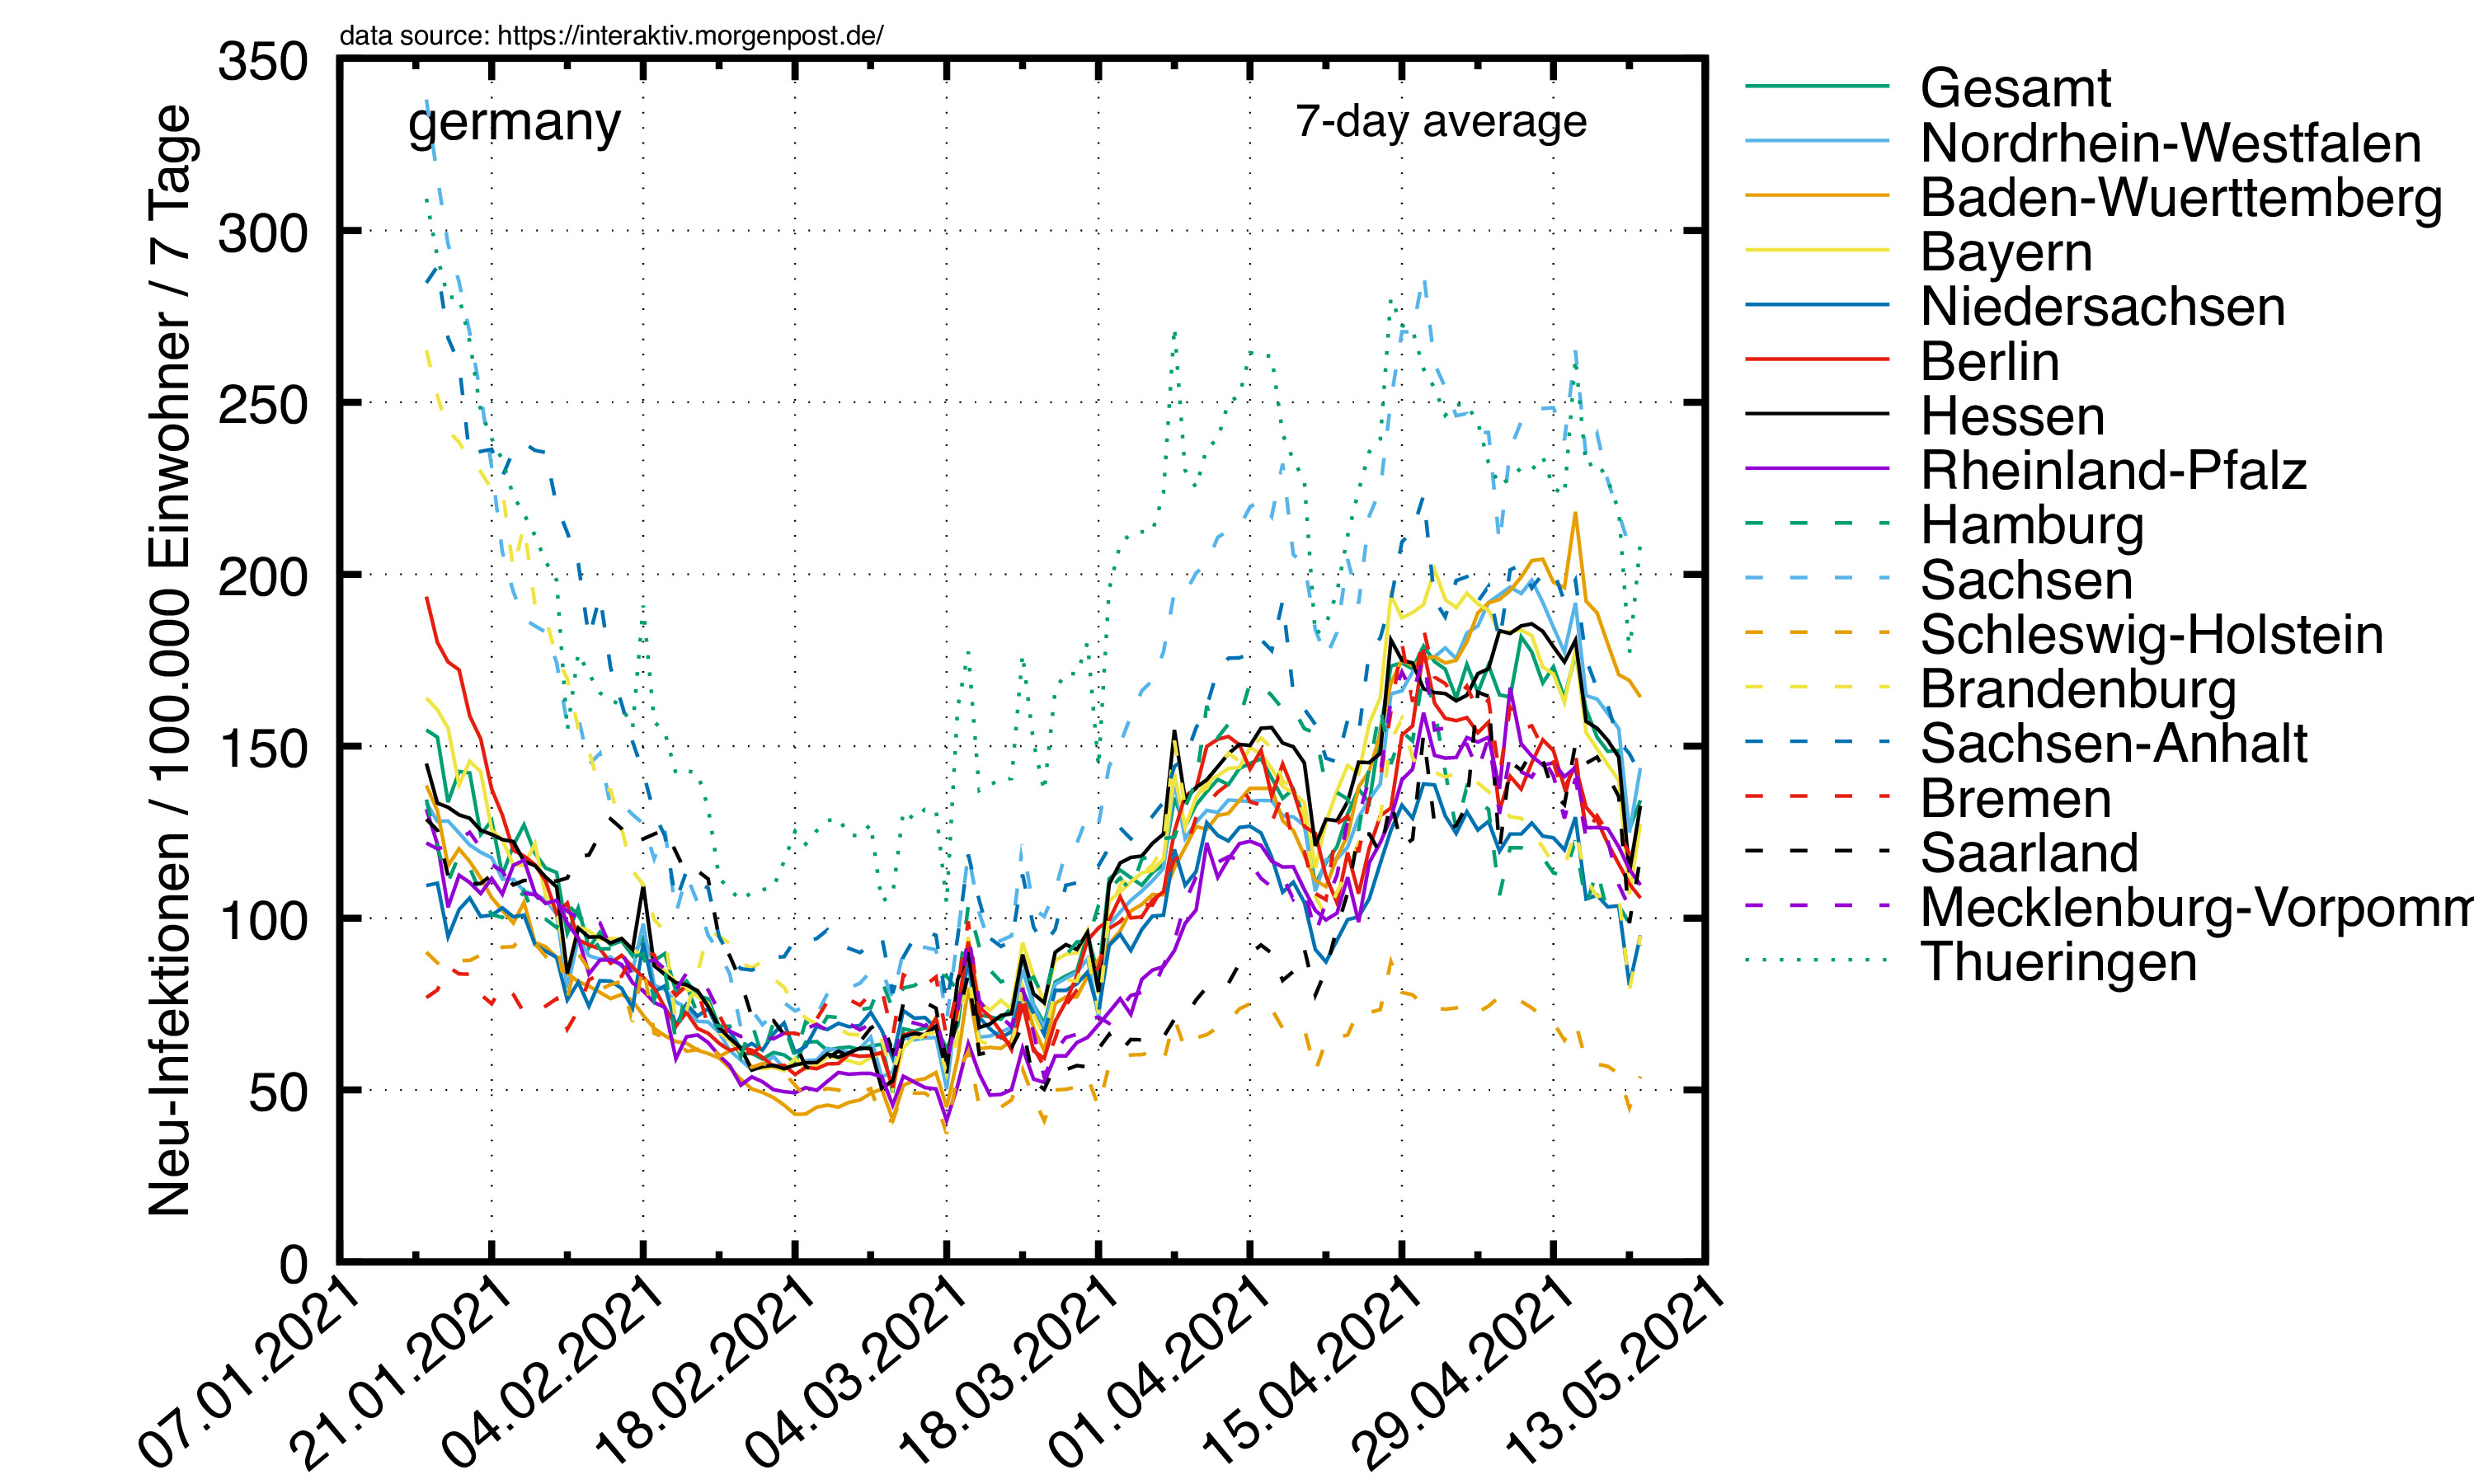 data source: https://interaktiv.morgenpost.de/
germany
7-day average
Neu-Infektionen / 100.000 Einwohner / 7 Tage
350
300
250
200
150
100
50
0
07.01.2021
21.01.2021
04.02.2021
18.02.2021
04.03.2021
18.03.2021
01.04.2021
15.04.2021
29.04.2021
13.05.2021
Gesamt
Nordrhein-Westfalen
Baden-Wuerttemberg
Bayern
Niedersachsen
Berlin
Hessen
Rheinland-Pfalz
Hamburg
Sachsen
Schleswig-Holstein
Brandenburg
Sachsen-Anhalt
Bremen
Saarland
Mecklenburg-Vorpomm
Thueringen